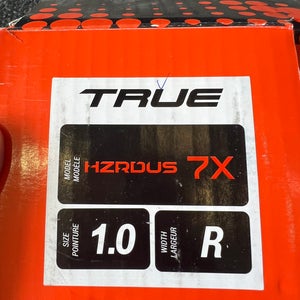 TRUE
MODEL
MODÈLE
HZRDUS 7X
SIZE
POINTURE
1.0
WIDTH
LARGEUR
R